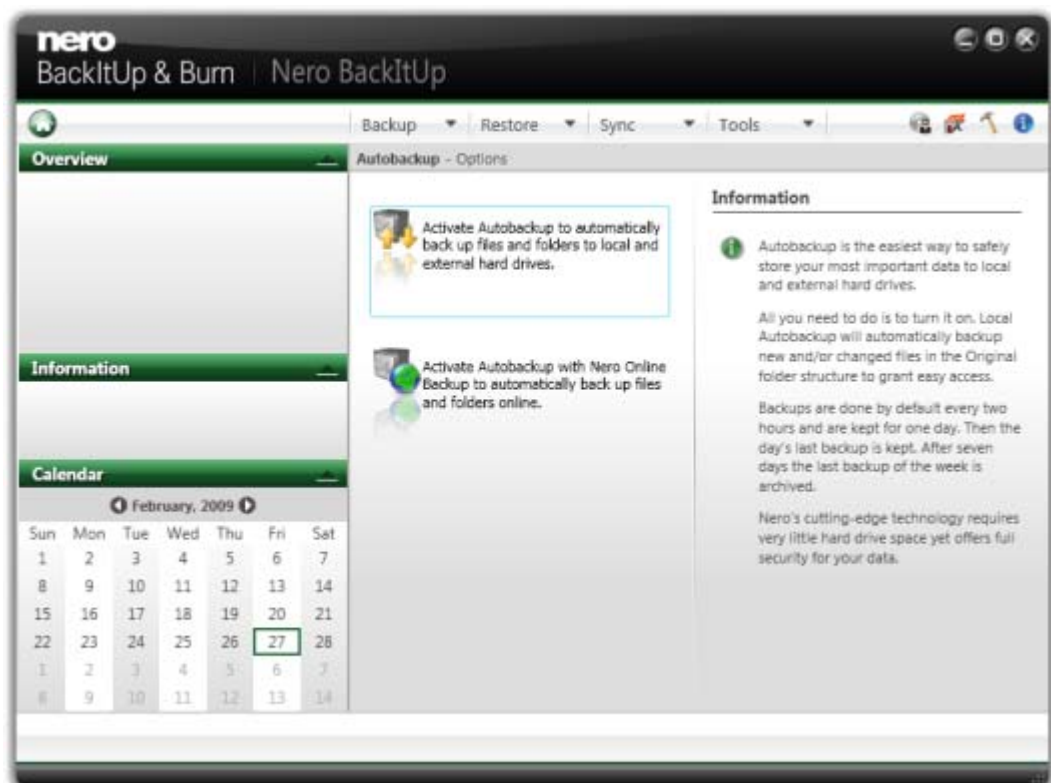 nero
BackItUp & Burn | Nero BackItUp
Backup Restore Sync Tools
Overview
Autobackup - Options
Activate Autobackup to automatically
back up files and folders to local and
external hard drives.
Activate Autobackup with Nero Online
Backup to automatically back up files
and folders online.
Information
Autobackup is the easiest way to safely
store your most important data to local
and external hard drives.
All you need to do is to turn it on. Local
Autobackup will automatically backup
new and/or changed files in the Original
folder structure to grant easy access.
Backups are done by default every two
hours and are kept for one day. Then the
day's last backup is kept. After seven
days the last backup of the week is
archived.
Nero's cutting-edge technology requires
very little hard drive space yet offers full
security for your data.
Information
Calendar
February, 2009
Sun Mon Tue Wed Thu Fri Sat
1 2 3 4 5 6 7
8 9 10 11 12 13 14
15 16 17 18 19 20 21
22 23 24 25 26 27 28
1 2 3 4 5 6 7
8 9 10 11 12 13 14